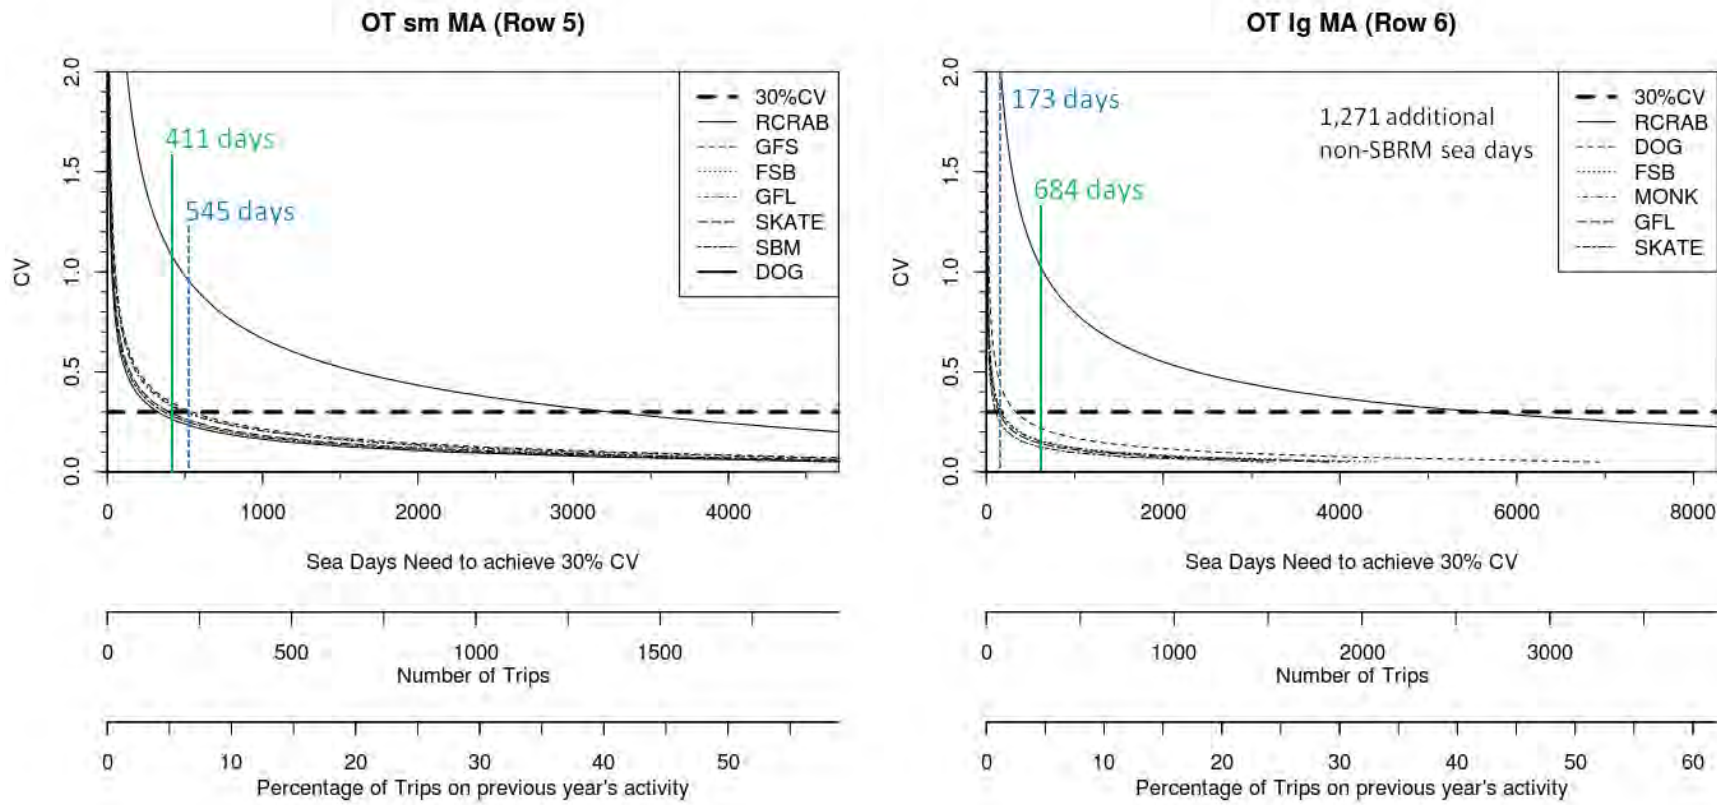 OT sm MA (Row 5)
2.0
1.5
1.0
0.5
0.0
CV
411 days
545 days
30%CV
RCRAB
GFS
FSB
GFL
SKATE
SBM
DOG
0 1000 2000 3000 4000
Sea Days Need to achieve 30% CV
0 500 1000 1500
Number of Trips
0 10 20 30 40 50
Percentage of Trips on previous year's activity
OT lg MA (Row 6)
2.0
1.5
1.0
0.5
0.0
CV
173 days
684 days
1,271 additional
non-SBRM sea days
30%CV
RCRAB
DOG
FSB
MONK
GFL
SKATE
0 2000 4000 6000 8000
Sea Days Need to achieve 30% CV
0 1000 2000 3000
Number of Trips
0 10 20 30 40 50 60
Percentage of Trips on previous year's activity